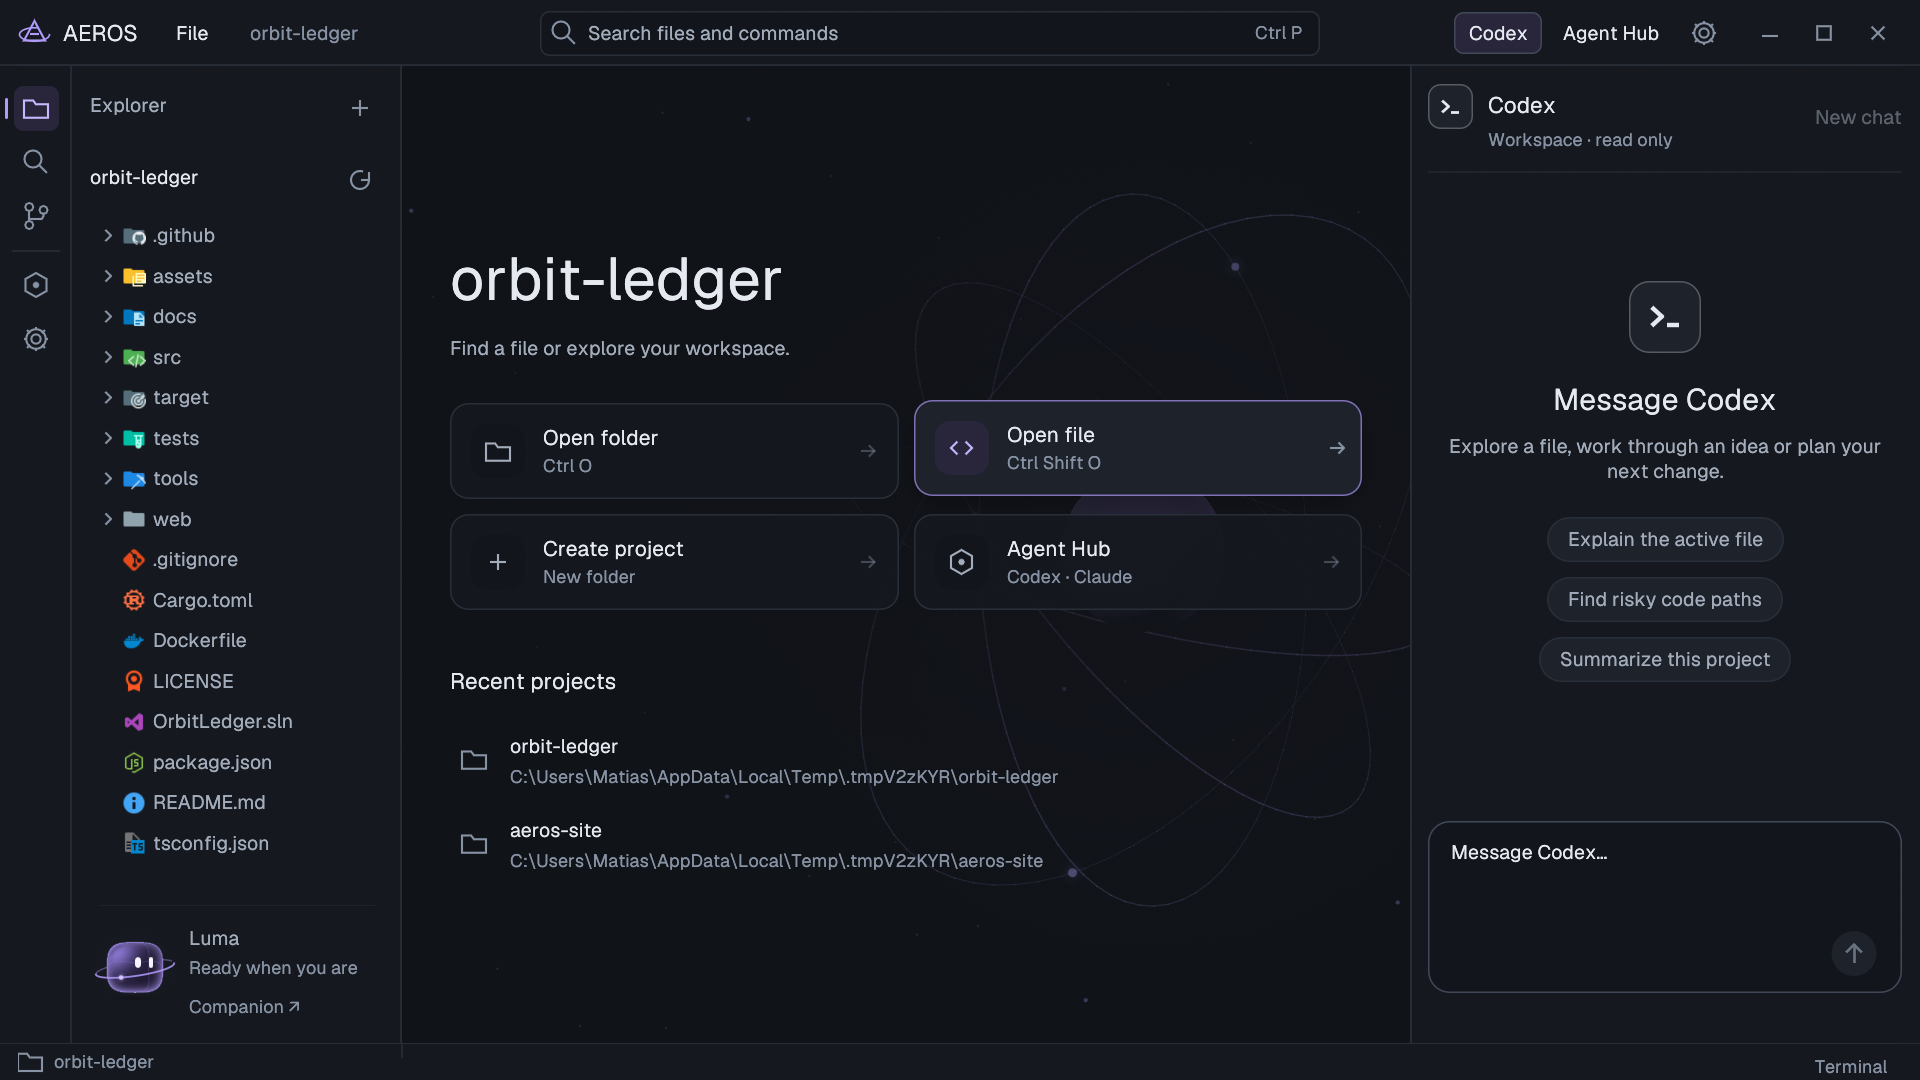 AEROS
File
orbit-ledger
Search files and commands
Ctrl P
Codex
Agent Hub
Explorer
orbit-ledger
.github
assets
docs
src
target
tests
tools
web
.gitignore
Cargo.toml
Dockerfile
LICENSE
OrbitLedger.sln
package.json
README.md
tsconfig.json
Luma
Ready when you are
Companion
orbit-ledger
Find a file or explore your workspace.
Open folder
Ctrl O
Open file
Ctrl Shift O
Create project
New folder
Agent Hub
Codex · Claude
Recent projects
orbit-ledger
C:\Users\Matias\AppData\Local\Temp\.tmpV2zKYR\orbit-ledger
aeros-site
C:\Users\Matias\AppData\Local\Temp\.tmpV2zKYR\aeros-site
Codex
Workspace · read only
New chat
Message Codex
Explore a file, work through an idea or plan your
next change.
Explain the active file
Find risky code paths
Summarize this project
Message Codex…
orbit-ledger
Terminal